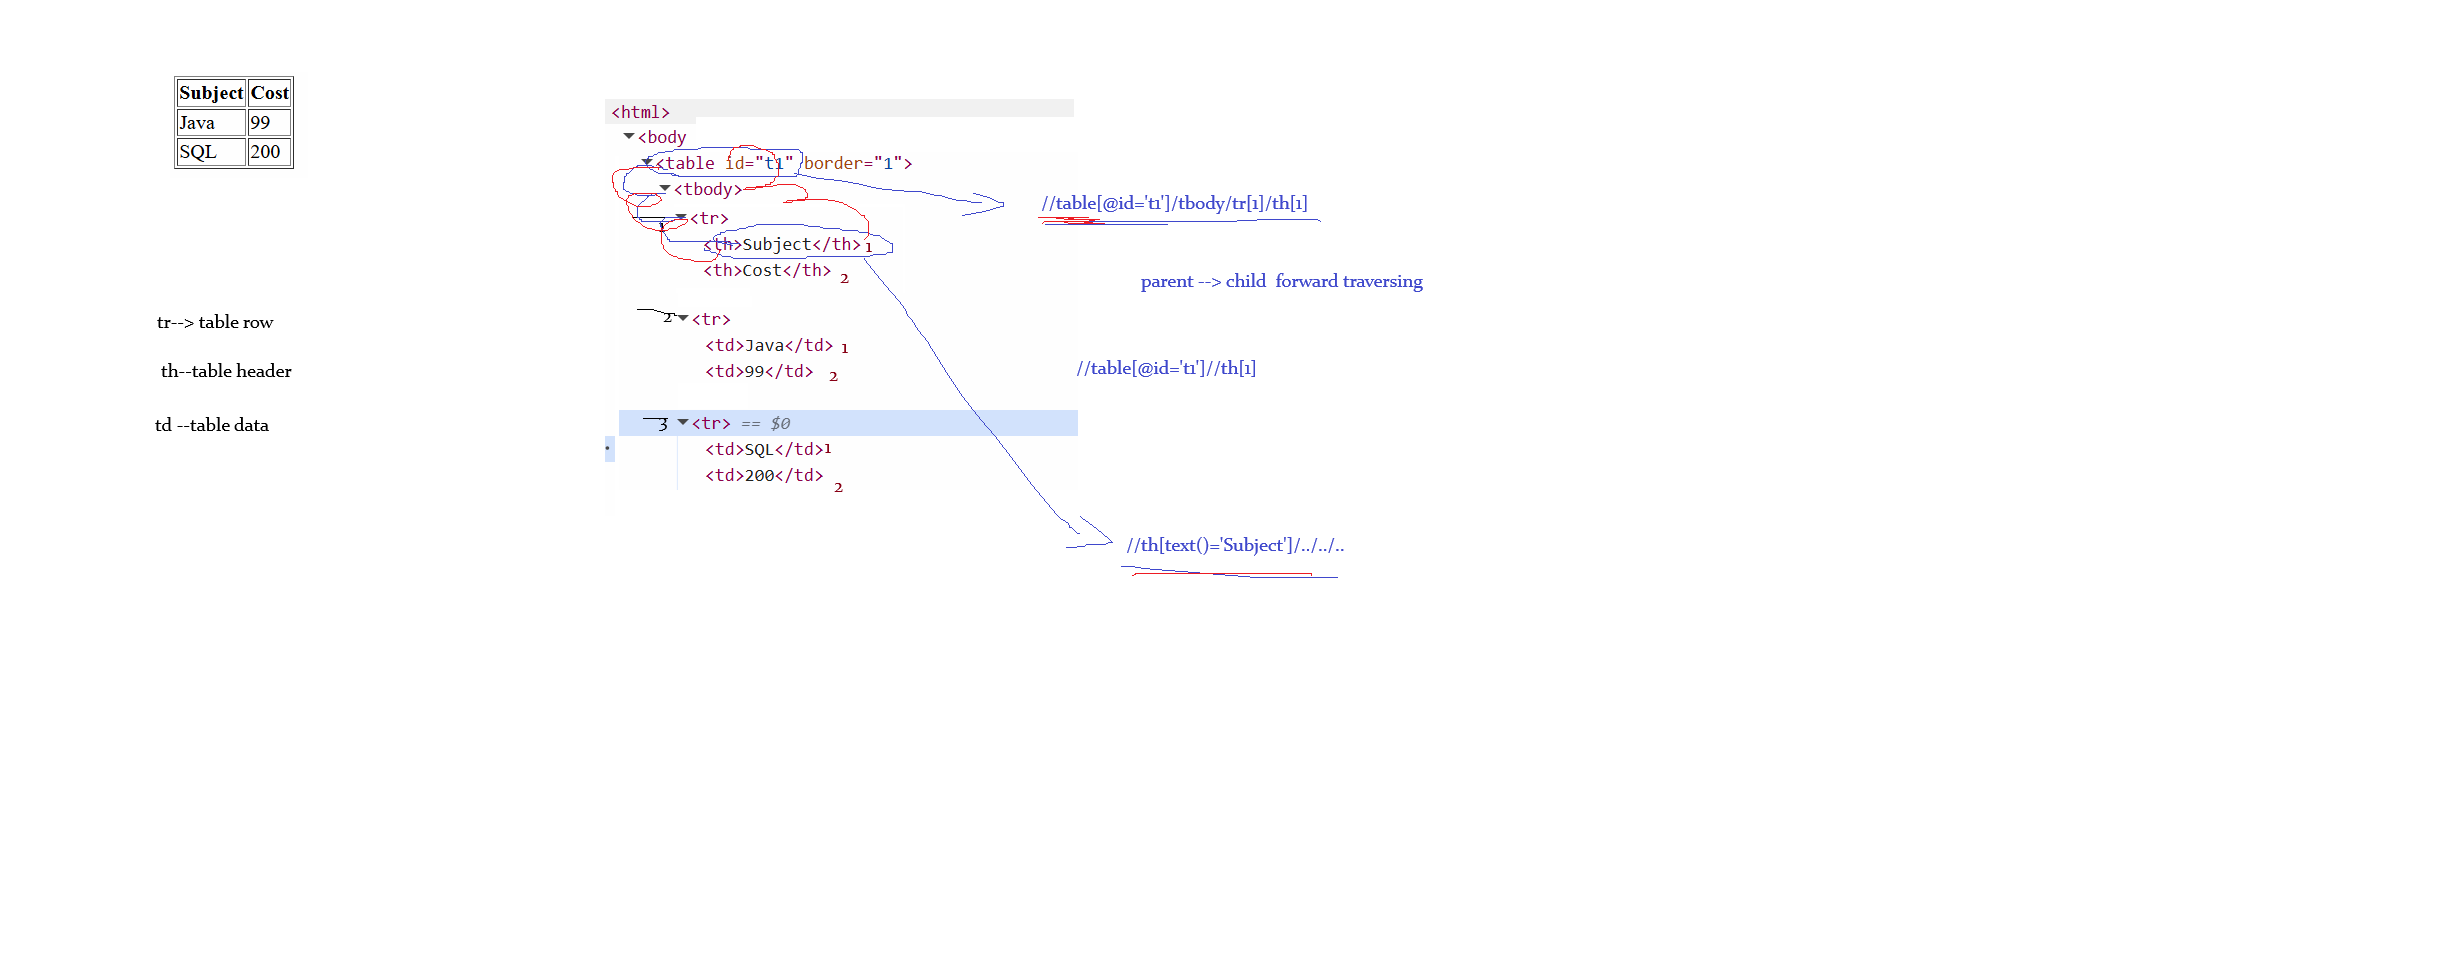 Subject Cost
Java 99
SQL 200
tr--> table row
th--table header
td --table data
<html>
<body
<table id="t1" border="1">
<tbody>
<tr>
<th>Subject</th> 1
<th>Cost</th> 2
2 <tr>
<td>Java</td> 1
<td>99</td> 2
3 <tr> == $0
<td>SQL</td>1
<td>200</td> 2
//table[@id='t1']/tbody/tr[1]/th[1]
parent --> child forward traversing
//table[@id='t1']//th[1]
//th[text()='Subject']/../../..